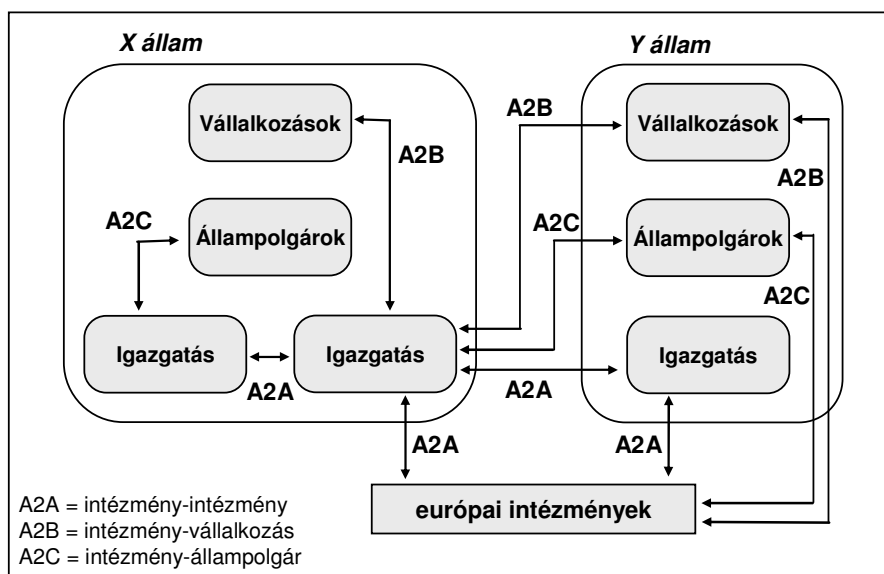 X állam
Y állam
A2B
Vállalkozások
Vállalkozások
A2B
A2B
A2C
A2C
Állampolgárok
Állampolgárok
A2C
Igazgatás
Igazgatás
Igazgatás
A2A
A2A
A2A
A2A
A2A = intézmény-intézmény
európai intézmények
A2B = intézmény-vállalkozás
A2C = intézmény-állampolgár